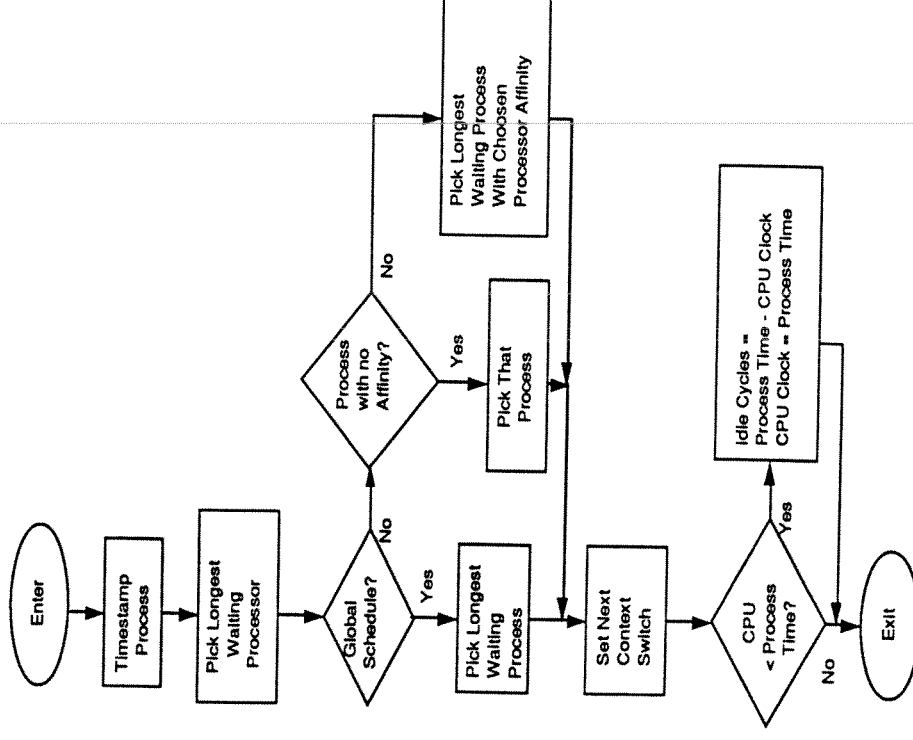 Enter
Timestamp
Process
Pick Longest
Waiting
Processor
Global
Schedule?
No
Yes
Process
with no
Affinity?
No
Yes
Pick Longest
Waiting Process
With Choosen
Processor Affinity
Pick That
Process
Pick Longest
Waiting
Process
Set Next
Context
Switch
CPU
< Process
Time?
Yes
No
Idle Cycles =
Process Time - CPU Clock
CPU Clock = Process Time
Exit